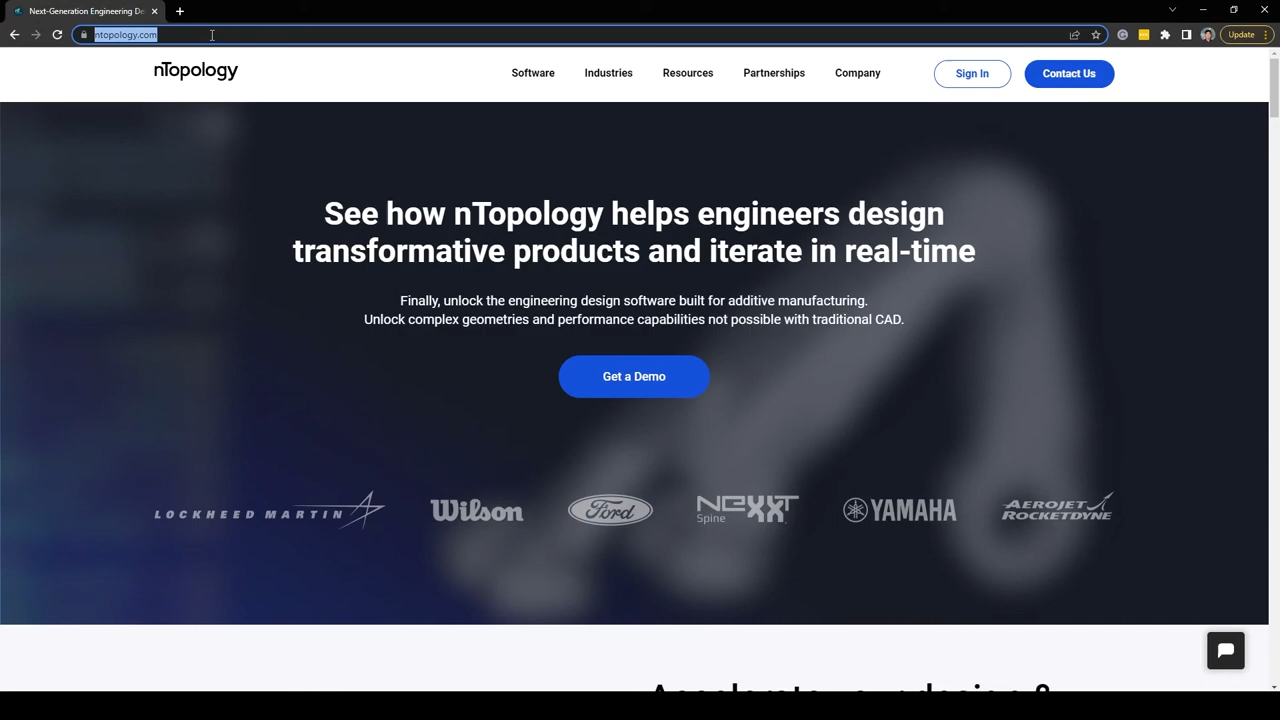 Next-Generation Engineering De
ntopology.com
Update
nTopology
Software
Industries
Resources
Partnerships
Company
Sign In
Contact Us
See how nTopology helps engineers design
transformative products and iterate in real-time
Finally, unlock the engineering design software built for additive manufacturing.
Unlock complex geometries and performance capabilities not possible with traditional CAD.
Get a Demo
LOCKHEED MARTIN
Wilson
Ford
NEXXT
Spine
YAMAHA
AEROJET
ROCKETDYNE
Accelerate your design &